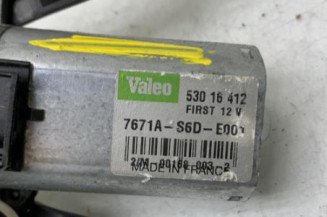 Valeo
530 16 412
FIRST 12 V
7671A-S6D-E00
MADE IN FRANCE